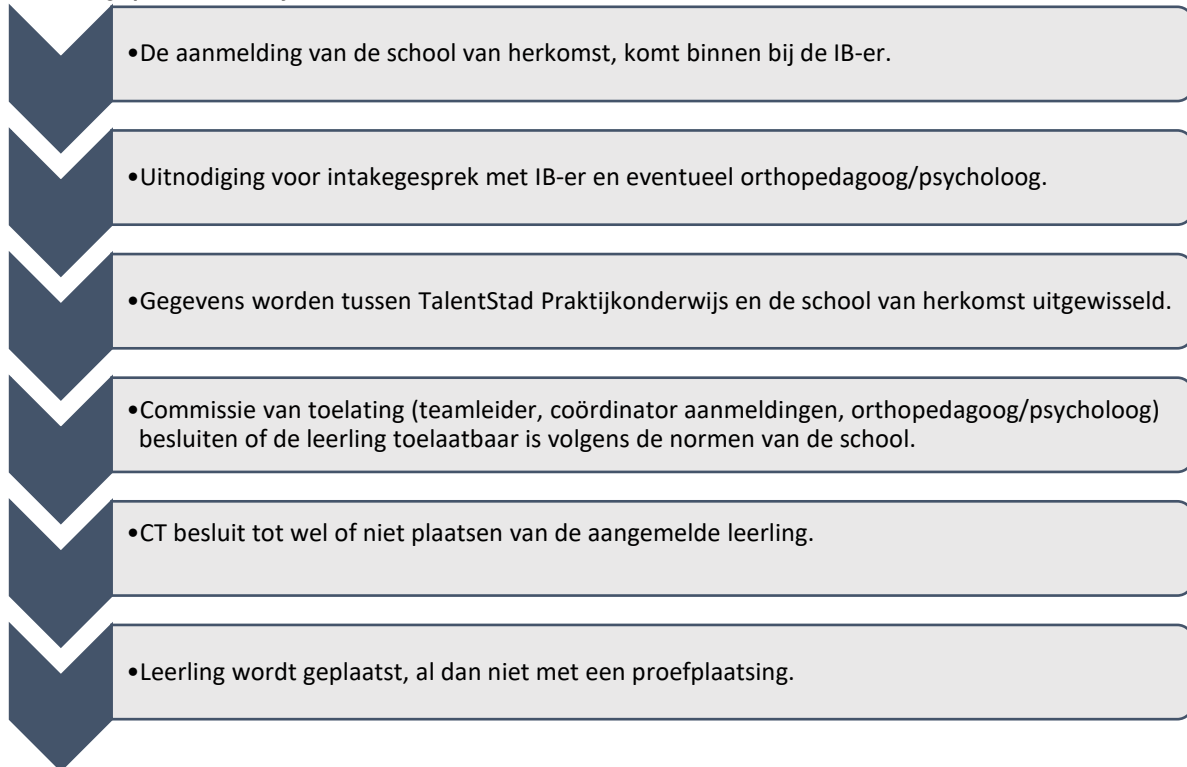 •De aanmelding van de school van herkomst, komt binnen bij de IB-er.
•Uitnodiging voor intakegesprek met IB-er en eventueel orthopedagoog/psycholoog.
•Gegevens worden tussen TalentStad Praktijkonderwijs en de school van herkomst uitgewisseld.
•Commissie van toelating (teamleider, coördinator aanmeldingen, orthopedagoog/psycholoog)
besluiten of de leerling toelaatbaar is volgens de normen van de school.
•CT besluit tot wel of niet plaatsen van de aangemelde leerling.
•Leerling wordt geplaatst, al dan niet met een proefplaatsing.